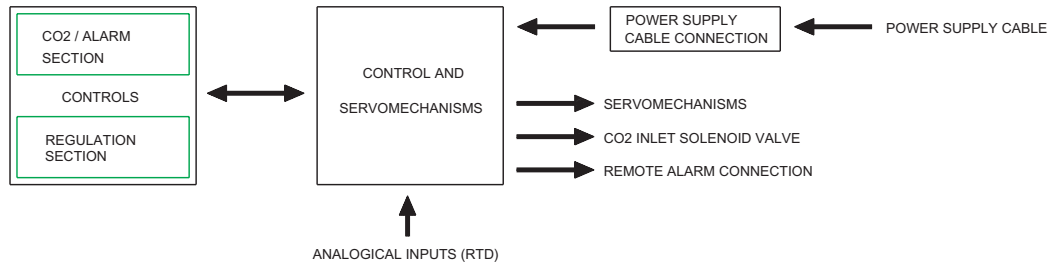 CO2 / ALARM
SECTION
CONTROLS
REGULATION
SECTION
CONTROL AND
SERVOMECHANISMS
POWER SUPPLY
CABLE CONNECTION
POWER SUPPLY CABLE
SERVOMECHANISMS
CO2 INLET SOLENOID VALVE
REMOTE ALARM CONNECTION
ANALOGICAL INPUTS (RTD)